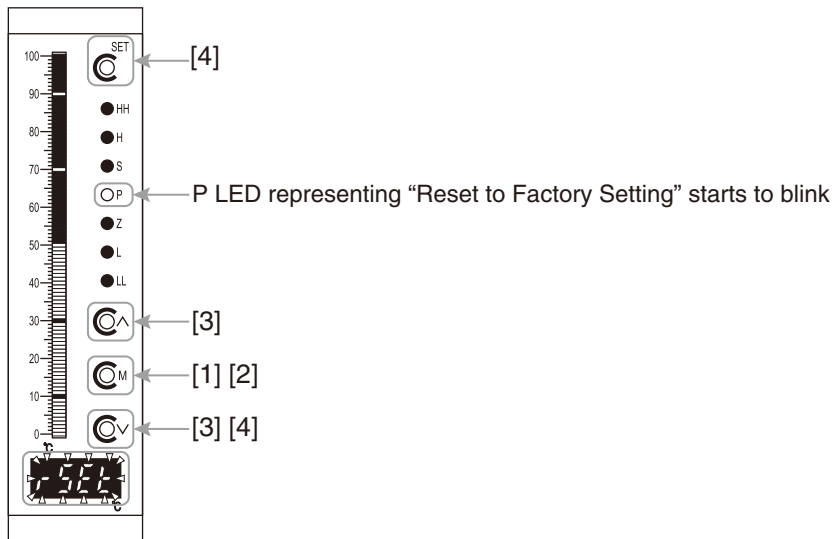 SET
[4]
100
90
HH
80
H
70
S
P
P LED representing “Reset to Factory Setting” starts to blink
60
Z
50
L
40
LL
30
[3]
20
M
[1] [2]
10
[3] [4]
0
℃
rSEt
℃